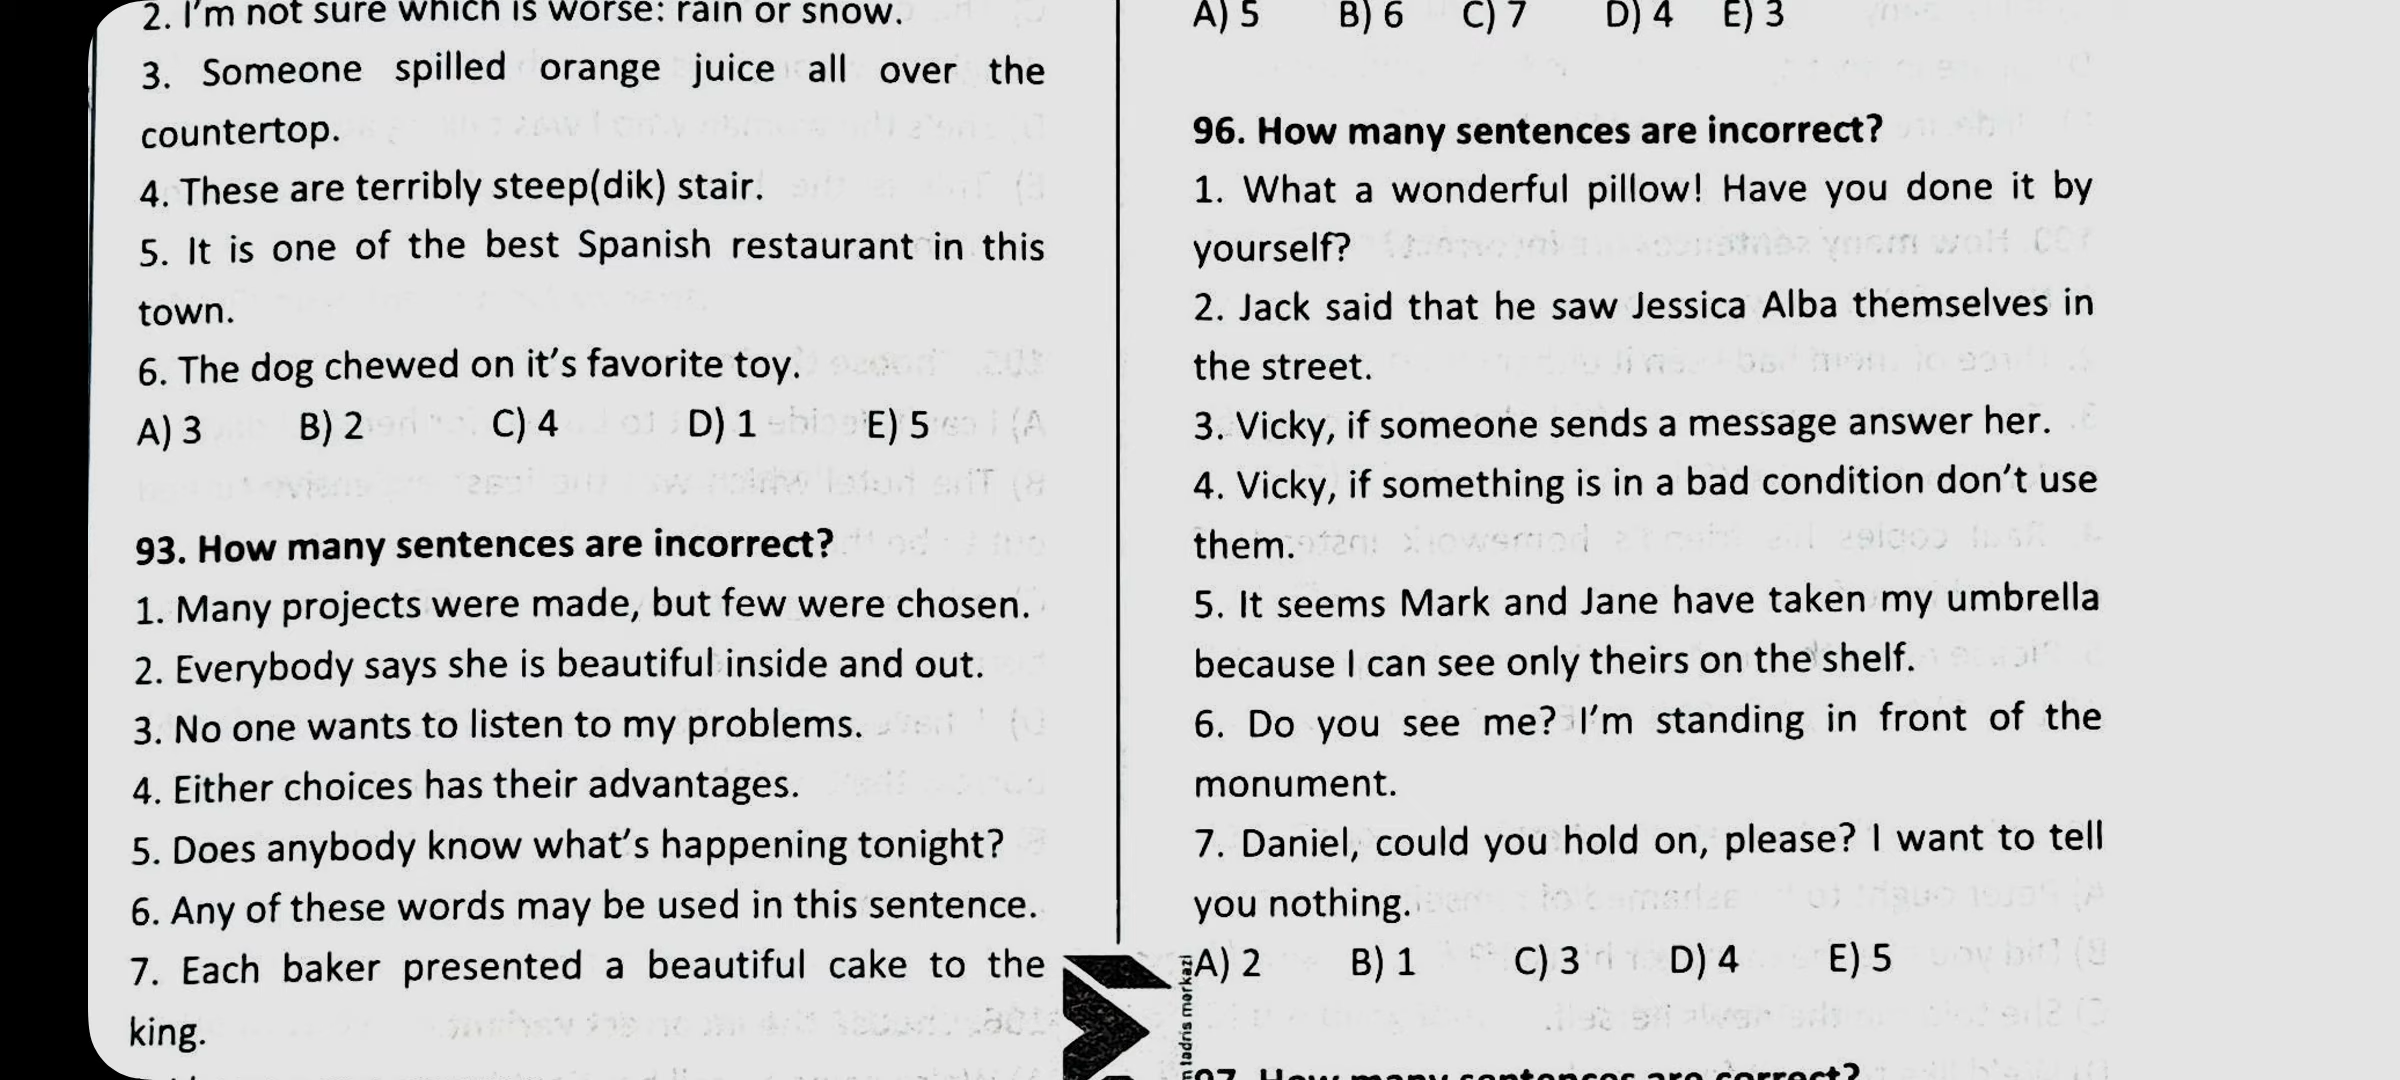 2. I'm not sure which is worse: rain or snow.
3. Someone spilled orange juice all over the
countertop.
4. These are terribly steep(dik) stair.
5. It is one of the best Spanish restaurant in this
town.
6. The dog chewed on it's favorite toy.
A) 3 B) 2 C) 4 D) 1 E) 5
93. How many sentences are incorrect?
1. Many projects were made, but few were chosen.
2. Everybody says she is beautiful inside and out.
3. No one wants to listen to my problems.
4. Either choices has their advantages.
5. Does anybody know what's happening tonight?
6. Any of these words may be used in this sentence.
7. Each baker presented a beautiful cake to the
king.
A) 5 B) 6 C) 7 D) 4 E) 3
96. How many sentences are incorrect?
1. What a wonderful pillow! Have you done it by
yourself?
2. Jack said that he saw Jessica Alba themselves in
the street.
3. Vicky, if someone sends a message answer her.
4. Vicky, if something is in a bad condition don't use
them.
5. It seems Mark and Jane have taken my umbrella
because I can see only theirs on the shelf.
6. Do you see me? I'm standing in front of the
monument.
7. Daniel, could you hold on, please? I want to tell
you nothing.
A) 2 B) 1 C) 3 D) 4 E) 5
97. How many sentences are correct?
tədris mərkəzi